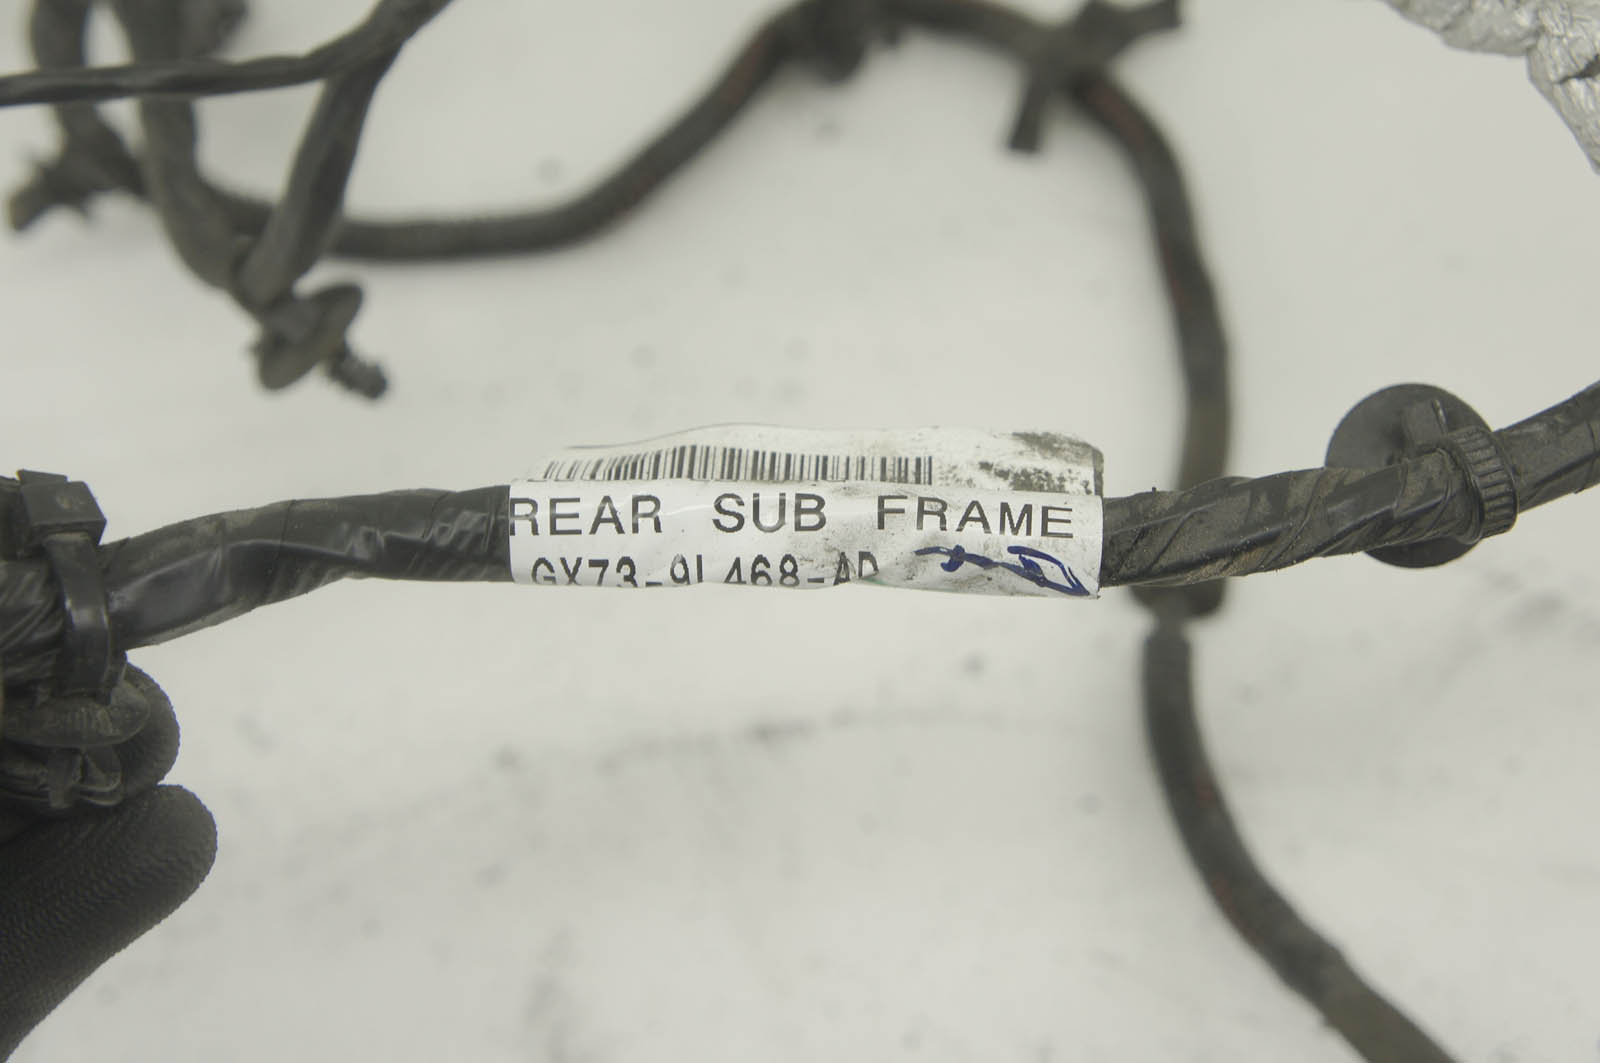 REAR SUB FRAME
GX73-9L468-AD